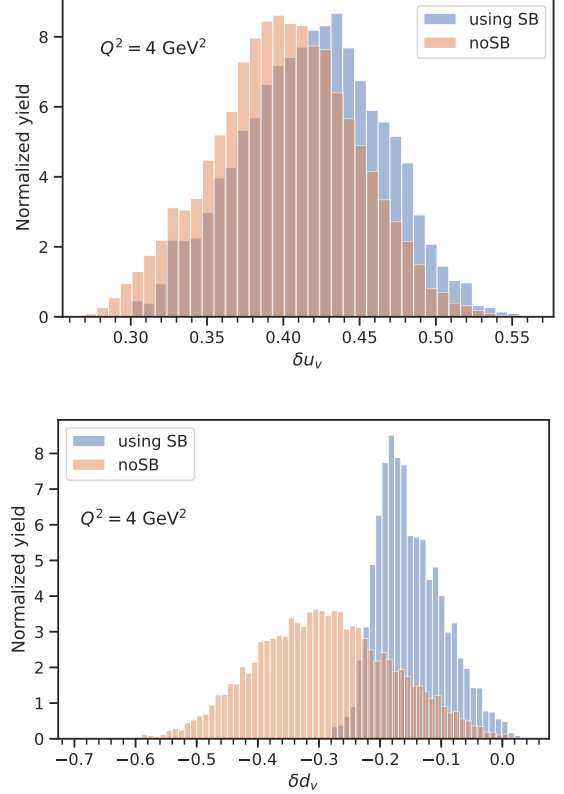 using SB
noSB
Q² = 4 GeV²
Normalized yield
8
6
4
2
0
0.30 0.35 0.40 0.45 0.50 0.55
δu_v
using SB
noSB
Q² = 4 GeV²
Normalized yield
8
7
6
5
4
3
2
1
0
−0.7 −0.6 −0.5 −0.4 −0.3 −0.2 −0.1 0.0
δd_v